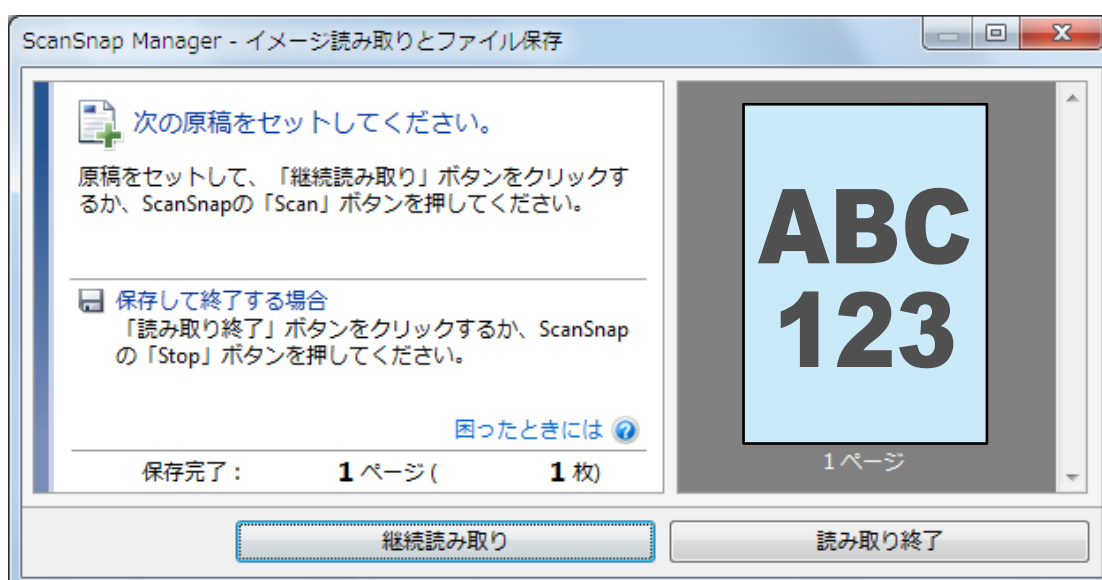 ScanSnap Manager - イメージ読み取りとファイル保存
次の原稿をセットしてください。
原稿をセットして、「継続読み取り」ボタンをクリックす
るか、ScanSnapの「Scan」ボタンを押してください。
保存して終了する場合
「読み取り終了」ボタンをクリックするか、ScanSnap
の「Stop」ボタンを押してください。
困ったときには
保存完了： 1 ページ ( 1 枚)
ABC
123
1 ページ
継続読み取り
読み取り終了